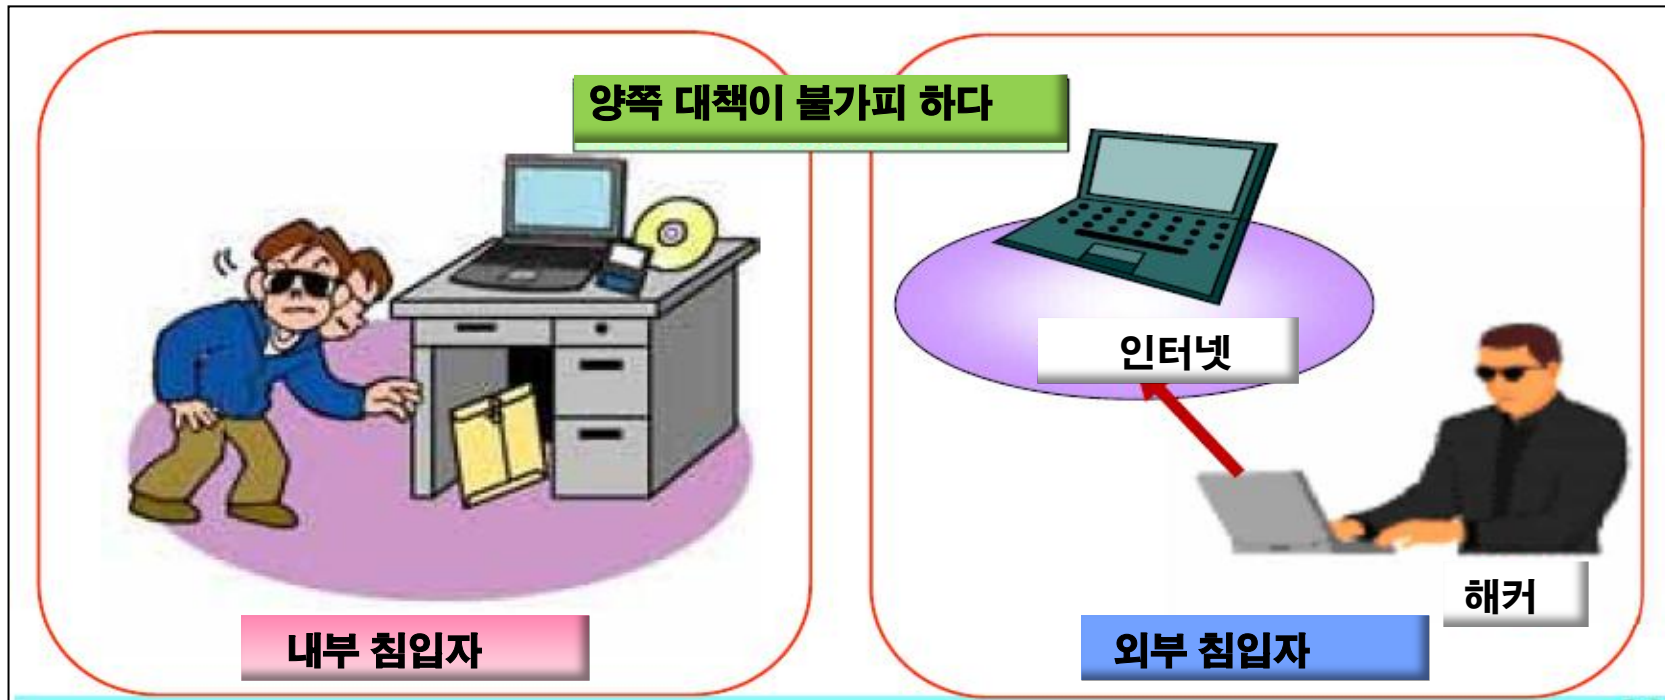 양쪽 대책이 불가피 하다
인터넷
해커
내부 침입자
외부 침입자